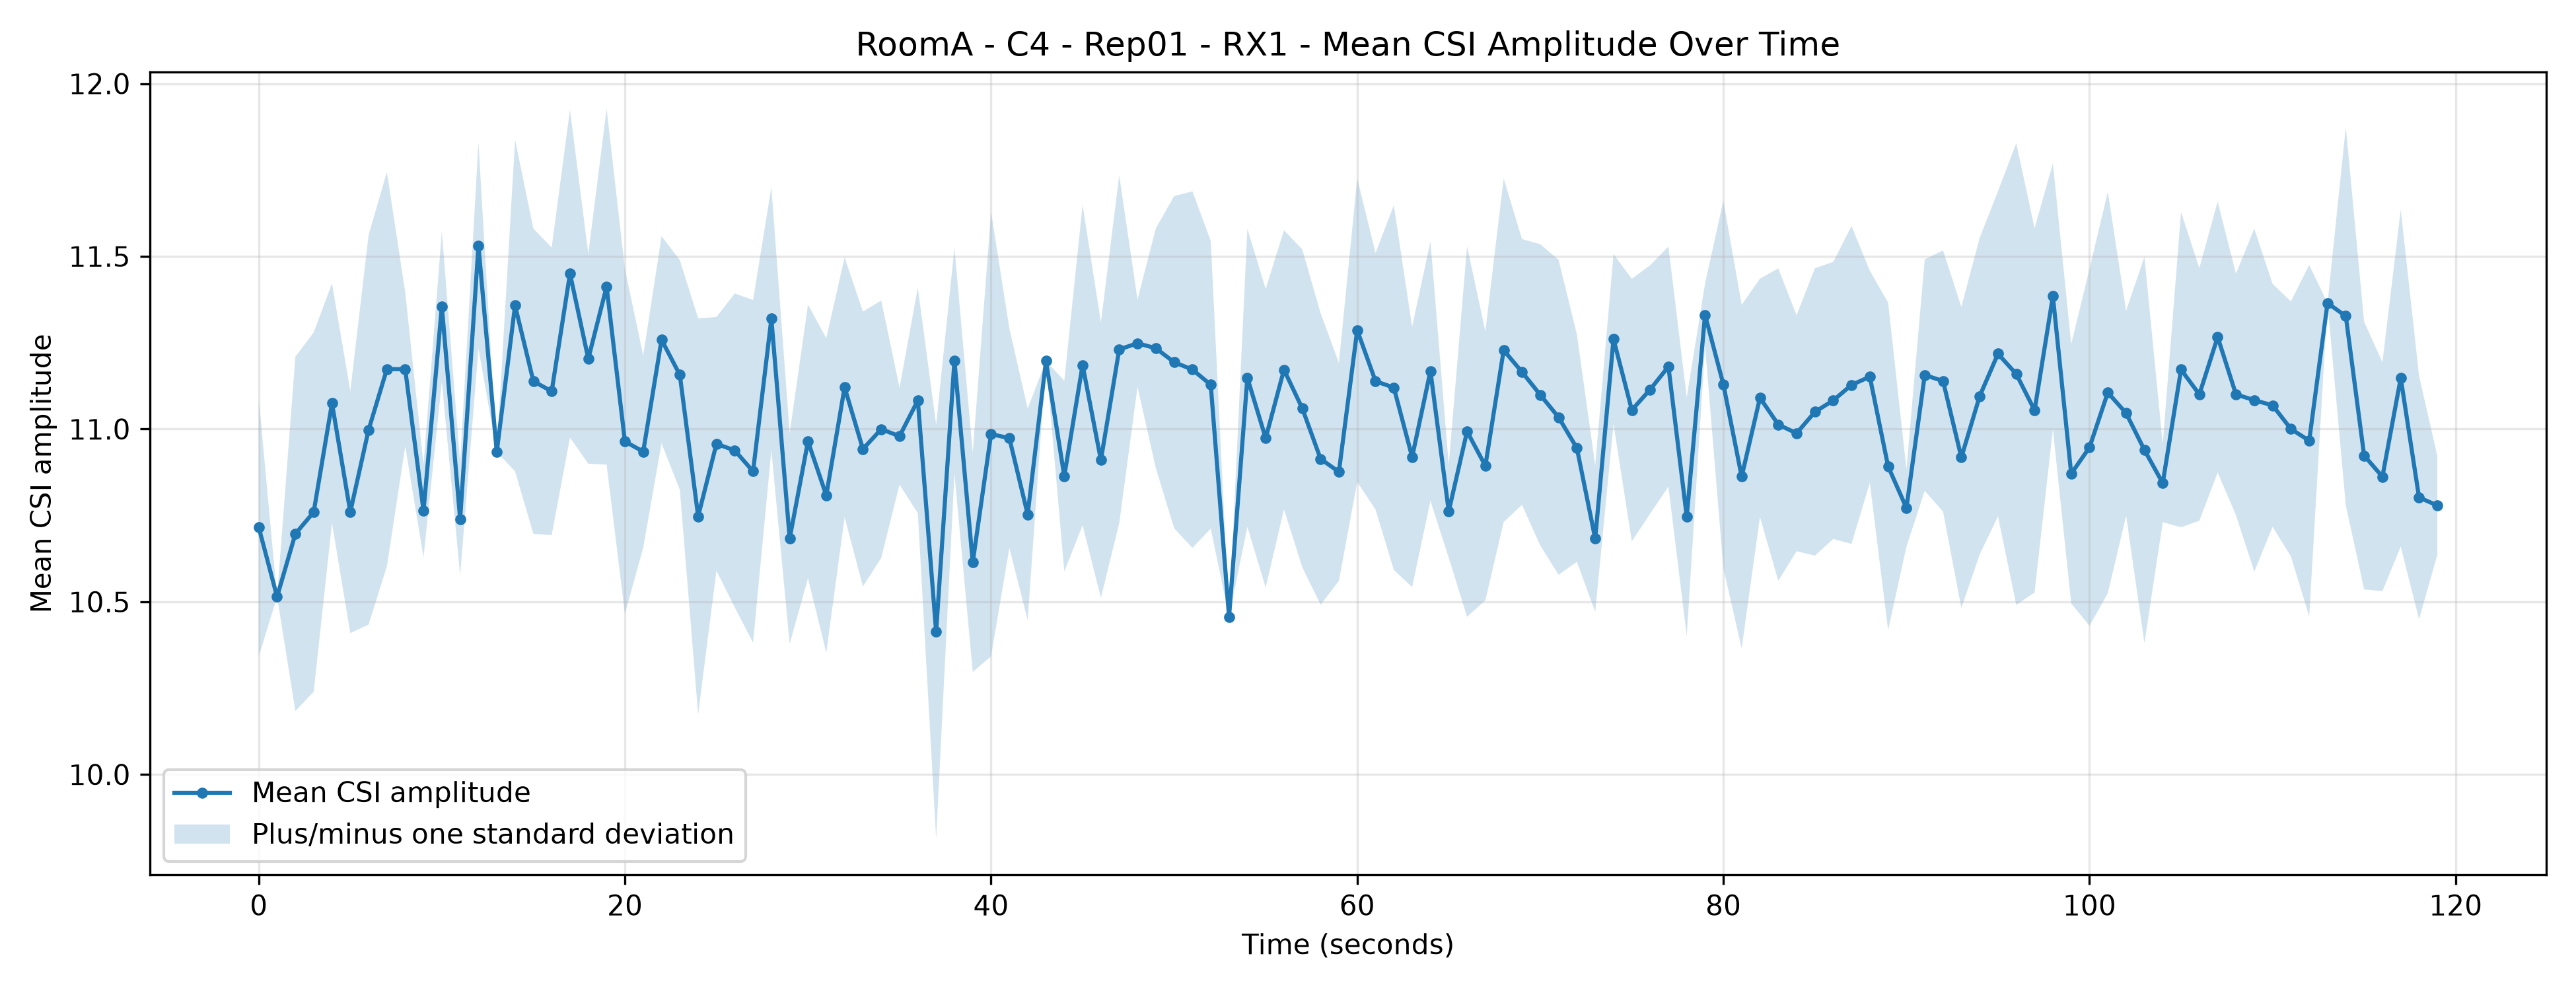 RoomA - C4 - Rep01 - RX1 - Mean CSI Amplitude Over Time
Mean CSI amplitude
12.0
11.5
11.0
10.5
10.0
Mean CSI amplitude
Plus/minus one standard deviation
0 20 40 60 80 100 120
Time (seconds)